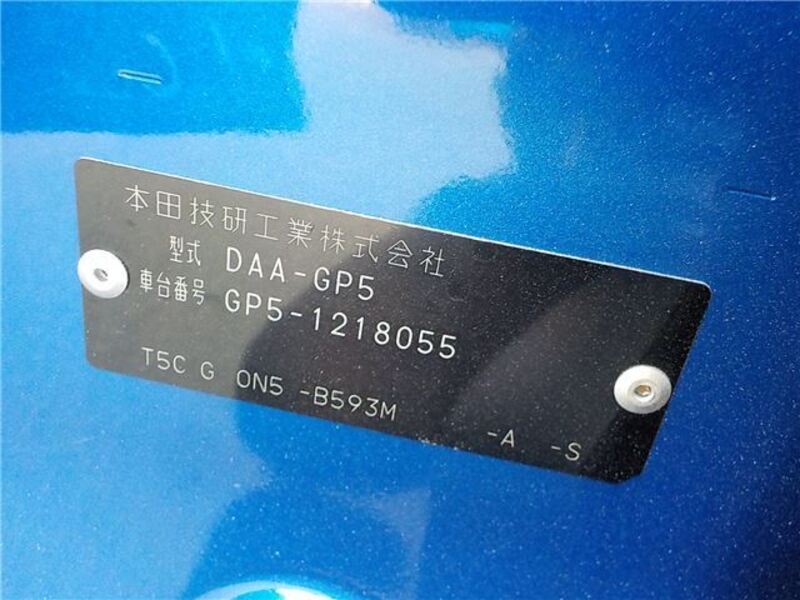 本田技研工業株式会社
型式 DAA-GP5
車台番号 GP5-1218055
T5C G ON5 -B593M -A -S